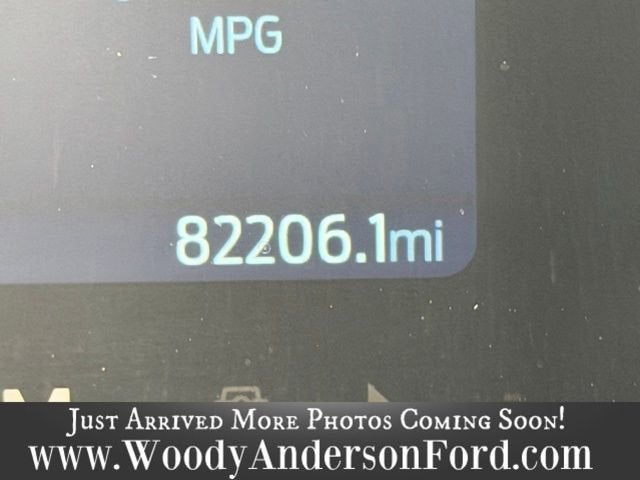 MPG
82206.1mi
Just Arrived More Photos Coming Soon!
www.WoodyAndersonFord.com